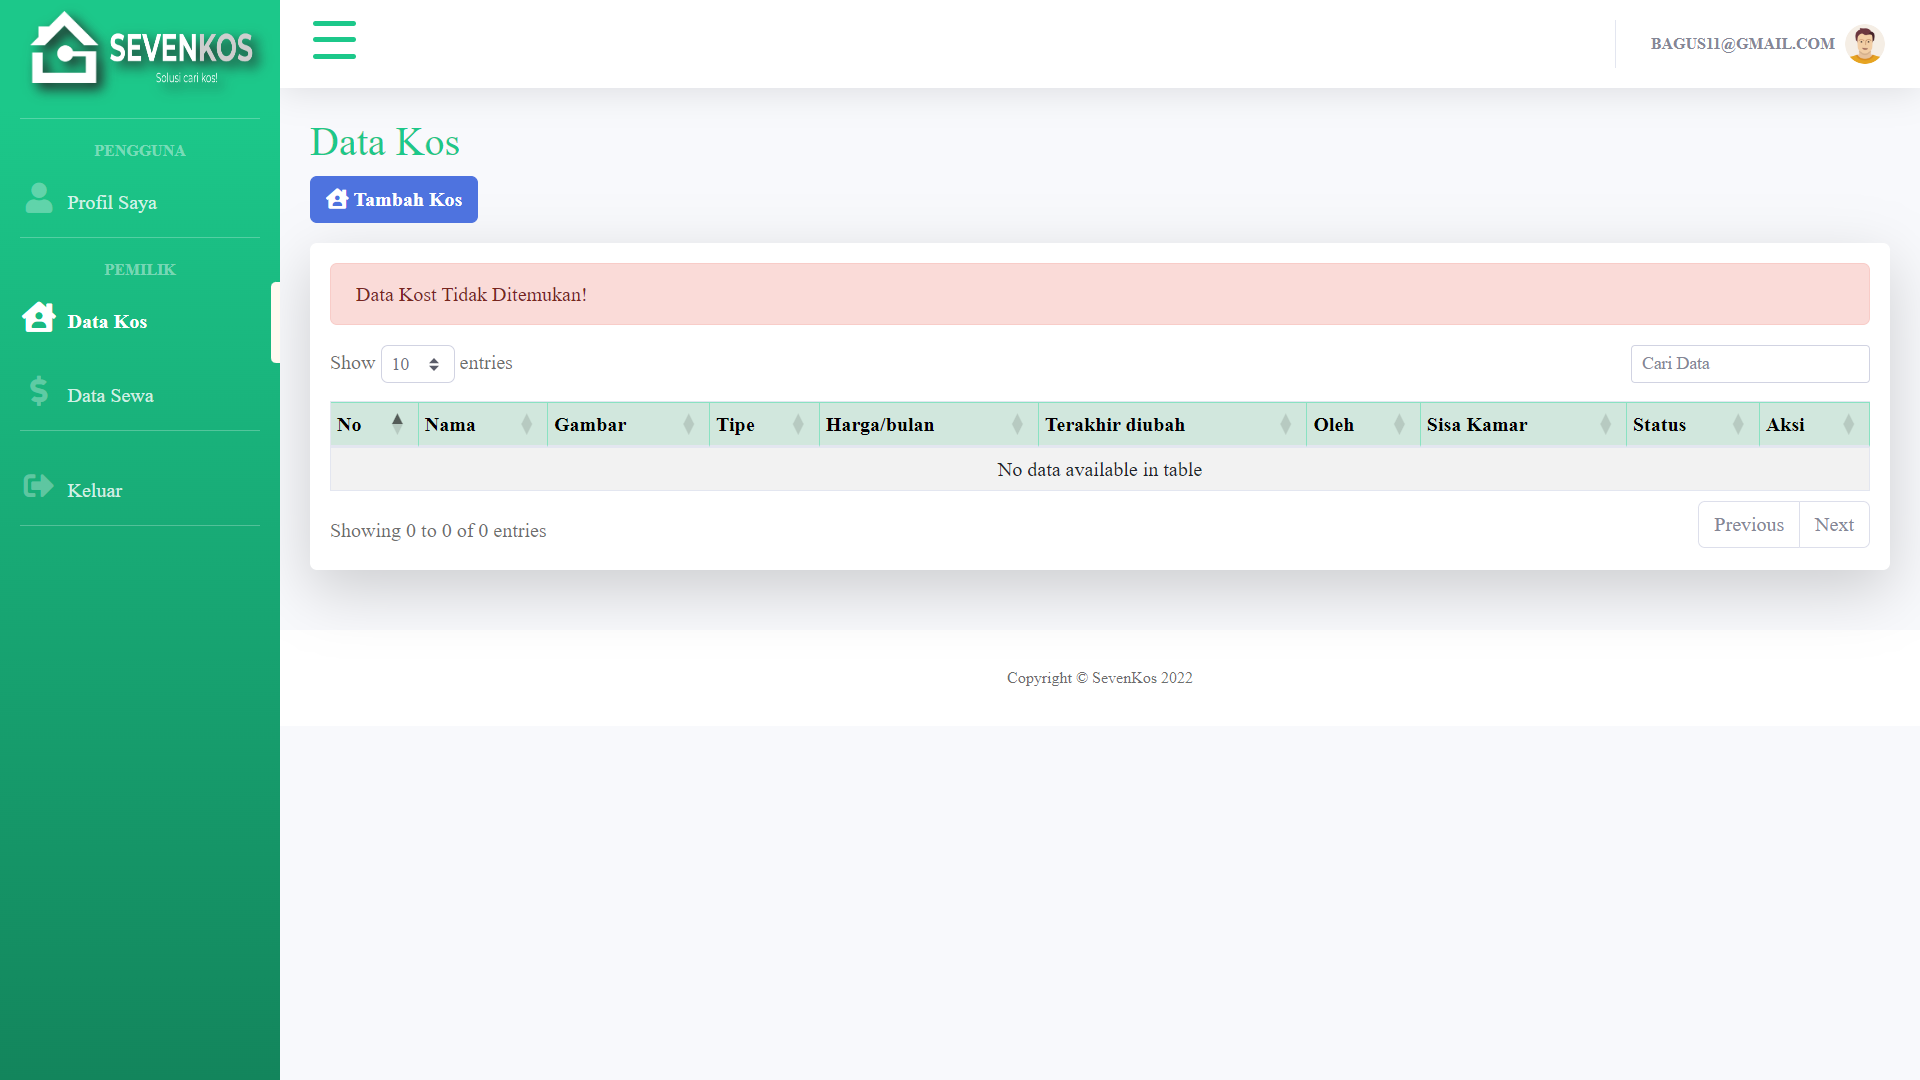 SEVENKOS
Solusi cari kos!
BAGUS11@GMAIL.COM
PENGGUNA
Profil Saya
PEMILIK
Data Kos
Data Sewa
Keluar
Data Kos
Tambah Kos
Data Kost Tidak Ditemukan!
Show 10 entries
Cari Data
No Nama Gambar Tipe Harga/bulan Terakhir diubah Oleh Sisa Kamar Status Aksi
No data available in table
Showing 0 to 0 of 0 entries
Previous Next
Copyright © SevenKos 2022